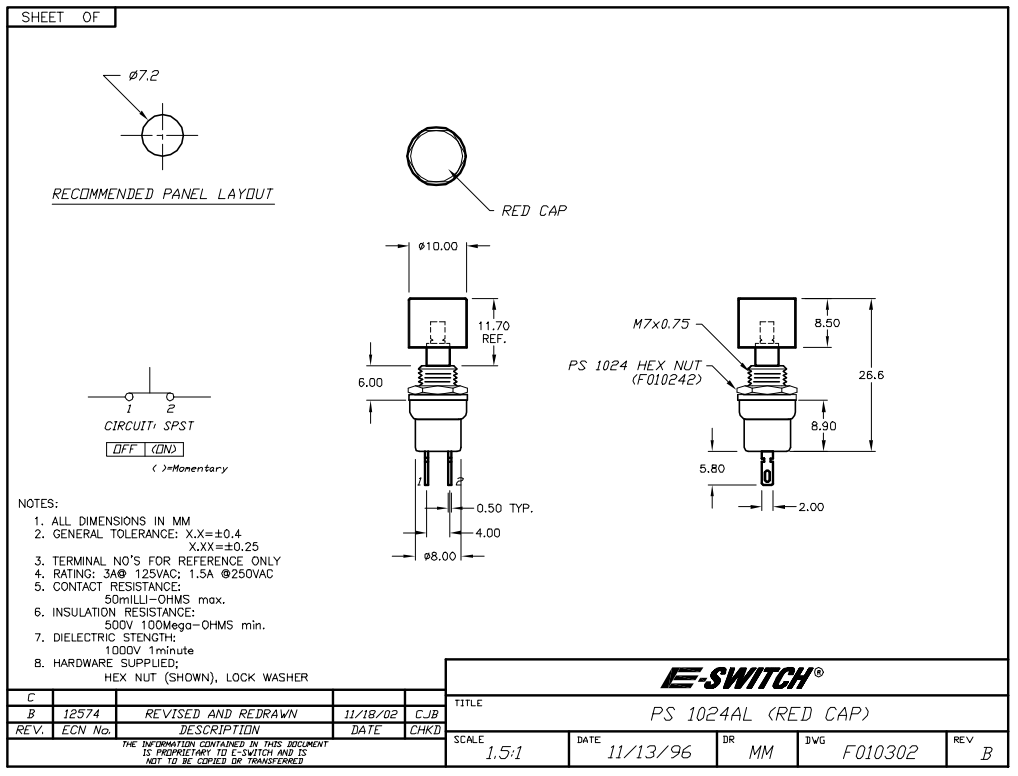 SHEET OF
ø7.2
RECOMMENDED PANEL LAYOUT
RED CAP
ø10.00
11.70
REF.
6.00
1 2
0.50 TYP.
4.00
ø8.00
M7x0.75
PS 1024 HEX NUT
(F010242)
8.50
26.6
8.90
5.80
2.00
1 2
CIRCUIT: SPST
OFF (ON)
( )=Momentary
NOTES:
1. ALL DIMENSIONS IN MM
2. GENERAL TOLERANCE: X.X=±0.4
X.XX=±0.25
3. TERMINAL NO'S FOR REFERENCE ONLY
4. RATING: 3A@ 125VAC; 1.5A @250VAC
5. CONTACT RESISTANCE:
50mILLI-OHMS max.
6. INSULATION RESISTANCE:
500V 100Mega-OHMS min.
7. DIELECTRIC STENGTH:
1000V 1minute
8. HARDWARE SUPPLIED;
HEX NUT (SHOWN), LOCK WASHER
C
B 12574 REVISED AND REDRAWN 11/18/02 CJB
REV. ECN No. DESCRIPTION DATE CHKD
THE INFORMATION CONTAINED IN THIS DOCUMENT
IS PROPRIETARY TO E-SWITCH AND IS
NOT TO BE COPIED OR TRANSFERRED
E-SWITCH®
TITLE
PS 1024AL (RED CAP)
SCALE 1.5:1 DATE 11/13/96 DR MM DWG F010302 REV B